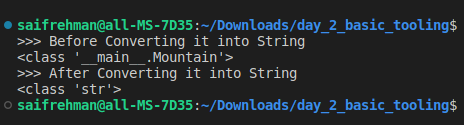 saifrehman@all-MS-7D35:~/Downloads/day_2_basic_tooling$
>>> Before Converting it into String
<class '__main__.Mountain'>
>>> After Converting it into String
<class 'str'>
saifrehman@all-MS-7D35:~/Downloads/day_2_basic_tooling$